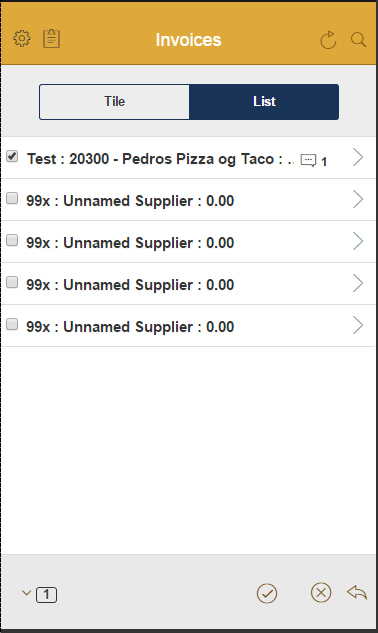 Invoices
Tile
List
Test : 20300 - Pedros Pizza og Taco : .. 1
99x : Unnamed Supplier : 0.00
99x : Unnamed Supplier : 0.00
99x : Unnamed Supplier : 0.00
99x : Unnamed Supplier : 0.00
1